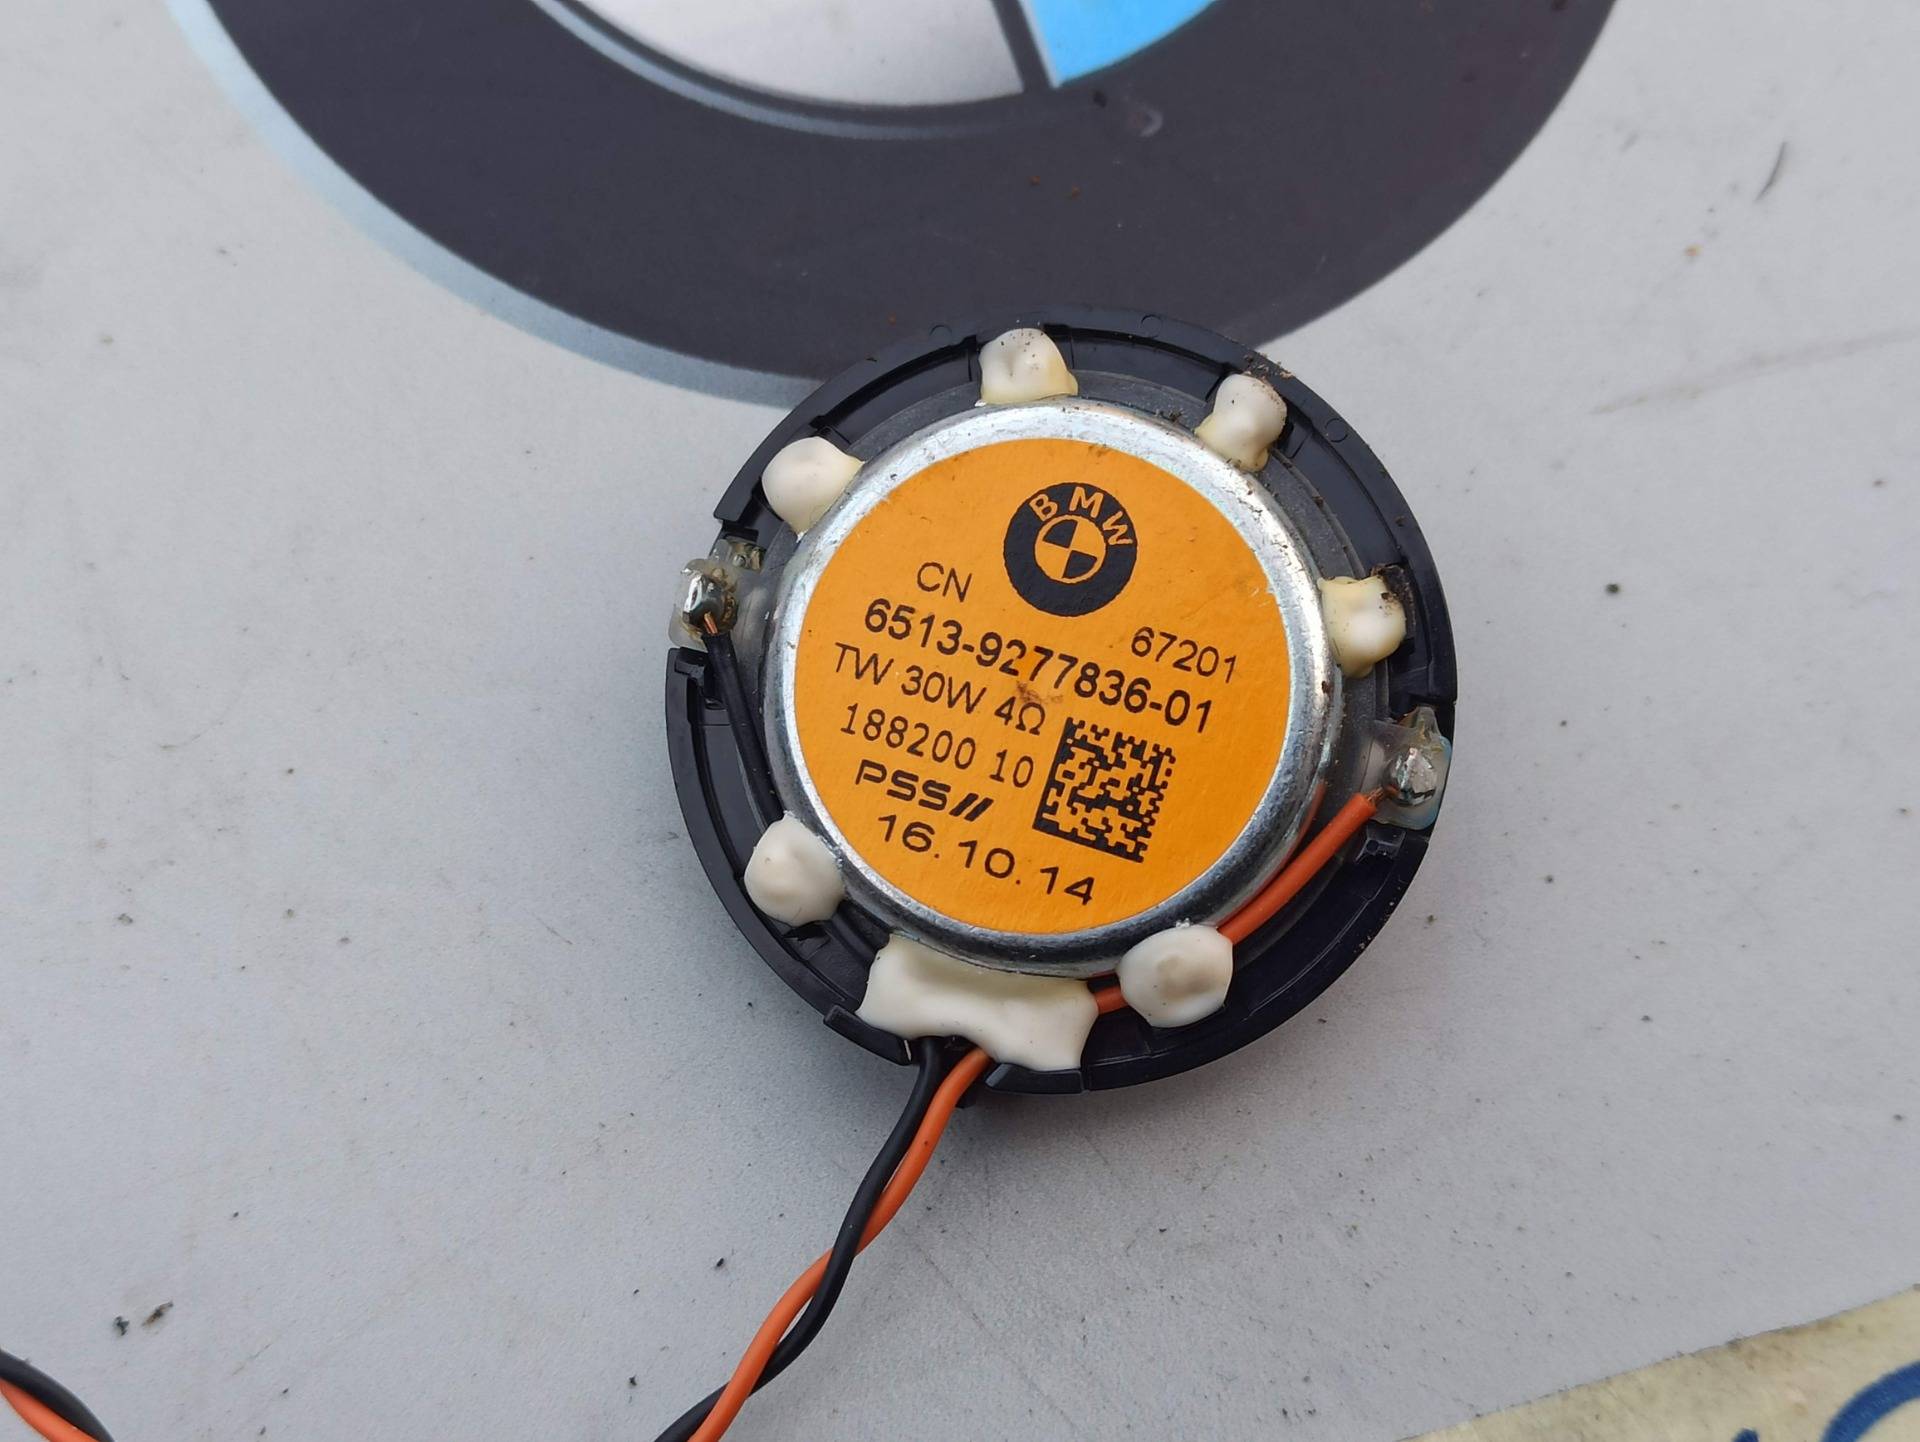 BMW
CN
67201
6513-9277836-01
TW 30W 4Ω
188200 10
PSS//
16.10.14